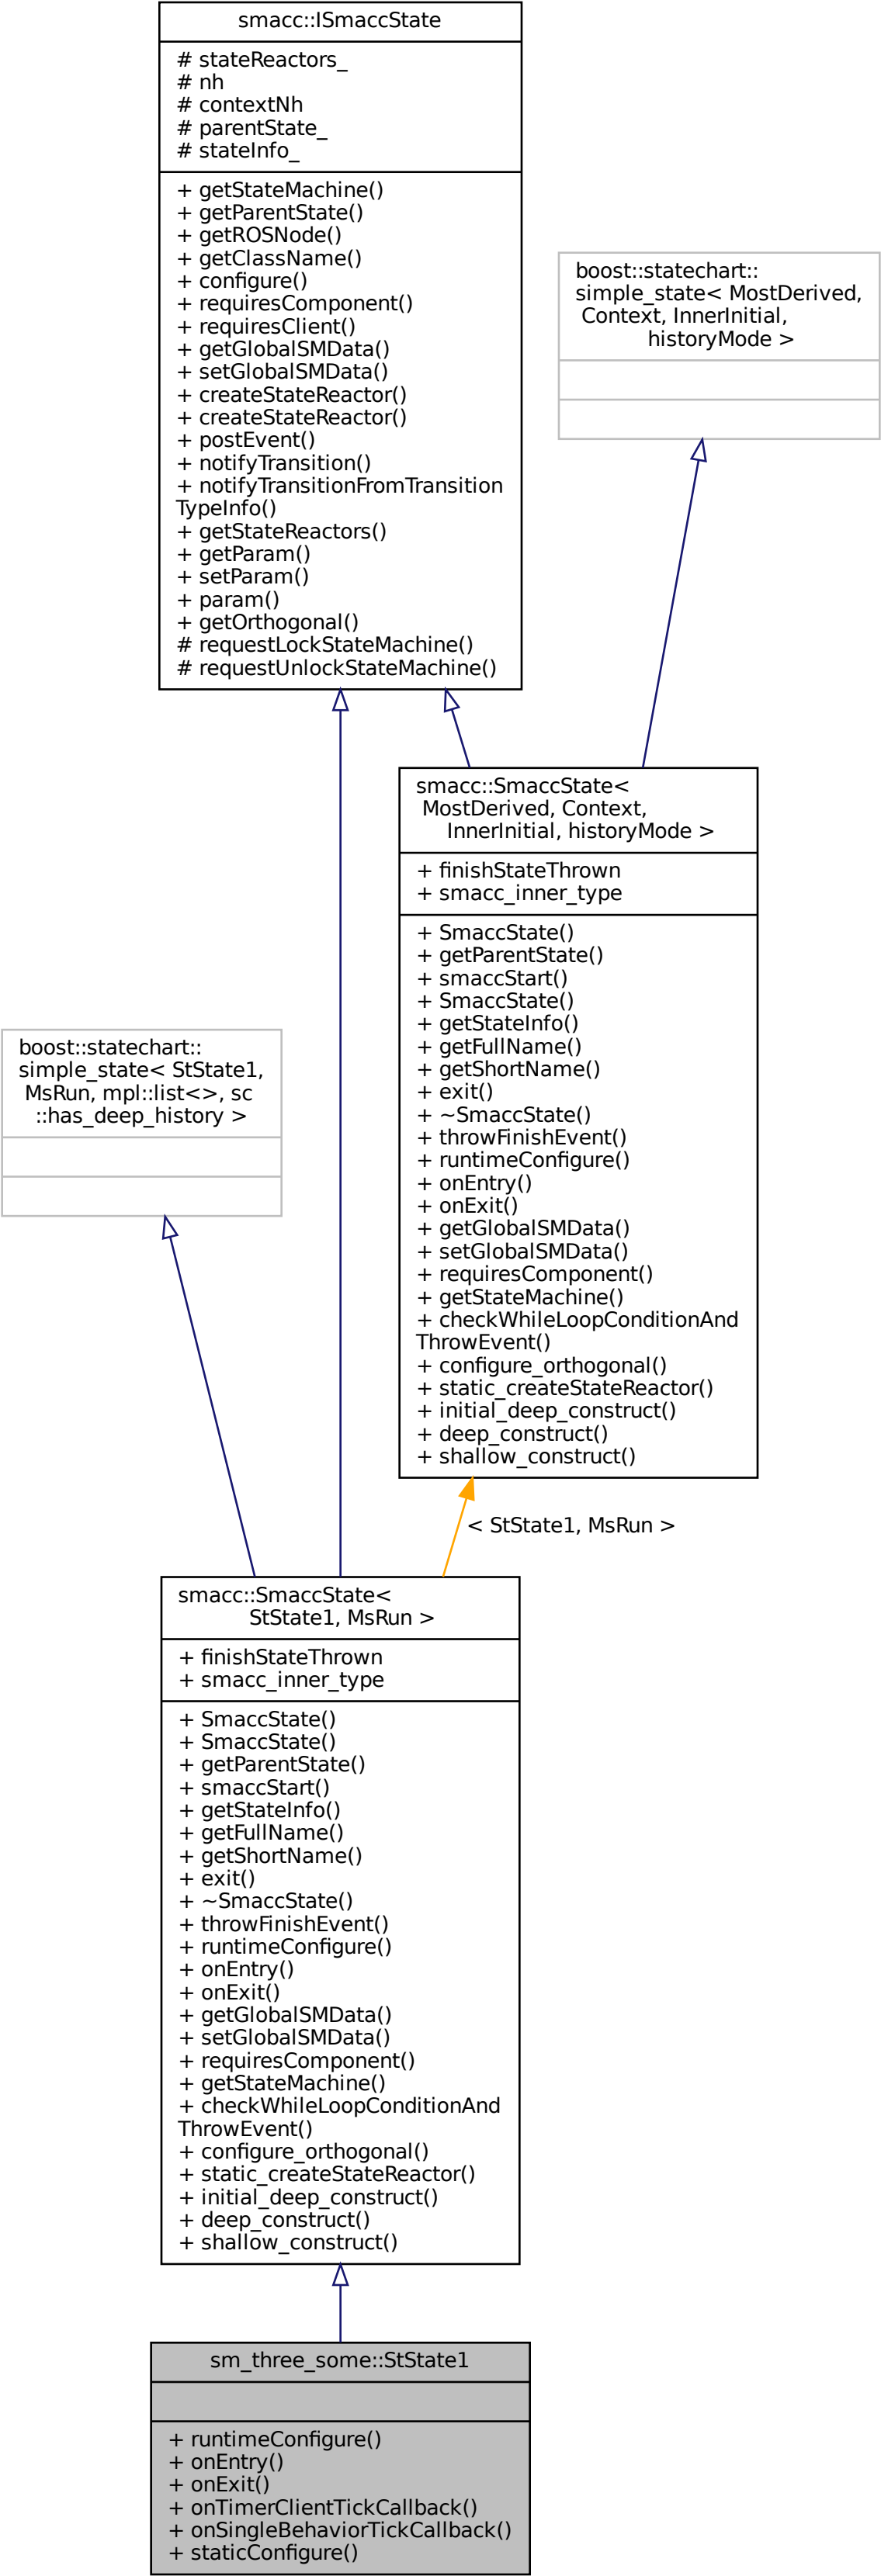 smacc::ISmaccState
# stateReactors_
# nh
# contextNh
# parentState_
# stateInfo_
+ getStateMachine()
+ getParentState()
+ getROSNode()
+ getClassName()
+ configure()
+ requiresComponent()
+ requiresClient()
+ getGlobalSMData()
+ setGlobalSMData()
+ createStateReactor()
+ createStateReactor()
+ postEvent()
+ notifyTransition()
+ notifyTransitionFromTransition
TypeInfo()
+ getStateReactors()
+ getParam()
+ setParam()
+ param()
+ getOrthogonal()
# requestLockStateMachine()
# requestUnlockStateMachine()
boost::statechart::
simple_state< MostDerived,
Context, InnerInitial,
historyMode >
smacc::SmaccState<
MostDerived, Context,
InnerInitial, historyMode >
+ finishStateThrown
+ smacc_inner_type
+ SmaccState()
+ getParentState()
+ smaccStart()
+ SmaccState()
+ getStateInfo()
+ getFullName()
+ getShortName()
+ exit()
+ ~SmaccState()
+ throwFinishEvent()
+ runtimeConfigure()
+ onEntry()
+ onExit()
+ getGlobalSMData()
+ setGlobalSMData()
+ requiresComponent()
+ getStateMachine()
+ checkWhileLoopConditionAnd
ThrowEvent()
+ configure_orthogonal()
+ static_createStateReactor()
+ initial_deep_construct()
+ deep_construct()
+ shallow_construct()
boost::statechart::
simple_state< StState1,
MsRun, mpl::list<>, sc
::has_deep_history >
< StState1, MsRun >
smacc::SmaccState<
StState1, MsRun >
+ finishStateThrown
+ smacc_inner_type
+ SmaccState()
+ SmaccState()
+ getParentState()
+ smaccStart()
+ getStateInfo()
+ getFullName()
+ getShortName()
+ exit()
+ ~SmaccState()
+ throwFinishEvent()
+ runtimeConfigure()
+ onEntry()
+ onExit()
+ getGlobalSMData()
+ setGlobalSMData()
+ requiresComponent()
+ getStateMachine()
+ checkWhileLoopConditionAnd
ThrowEvent()
+ configure_orthogonal()
+ static_createStateReactor()
+ initial_deep_construct()
+ deep_construct()
+ shallow_construct()
sm_three_some::StState1
+ runtimeConfigure()
+ onEntry()
+ onExit()
+ onTimerClientTickCallback()
+ onSingleBehaviorTickCallback()
+ staticConfigure()